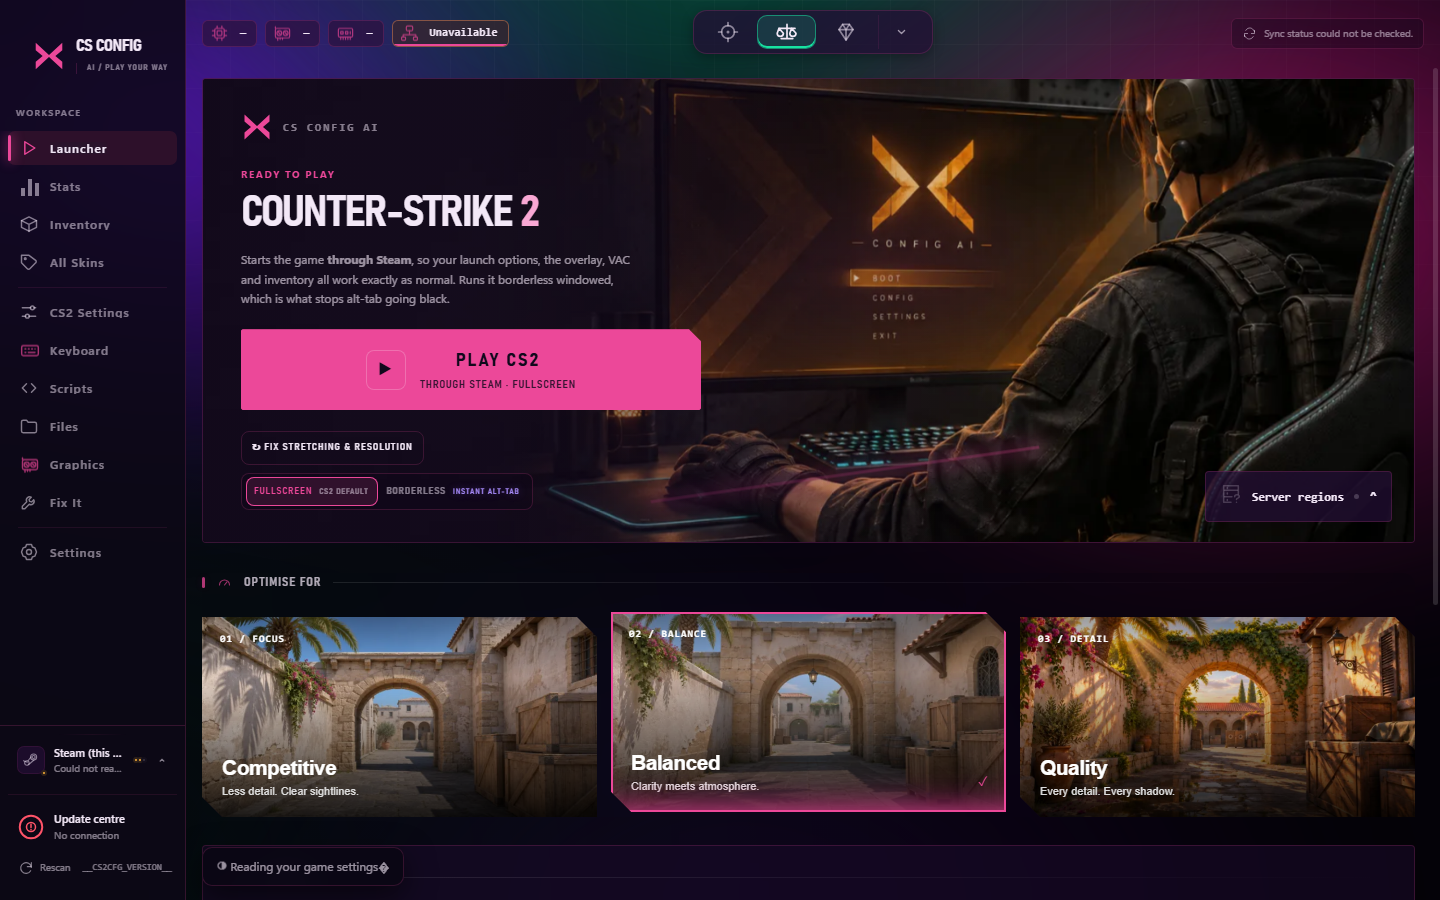 CS CONFIG
AI / PLAY YOUR WAY
WORKSPACE
Launcher
Stats
Inventory
All Skins
CS2 Settings
Keyboard
Scripts
Files
Graphics
Fix It
Settings
Steam (this ...
Could not rea...
Update centre
No connection
Rescan
__CS2CFG_VERSION__
–
–
–
Unavailable
Sync status could not be checked.
CS CONFIG AI
READY TO PLAY
COUNTER-STRIKE 2
Starts the game through Steam, so your launch options, the overlay, VAC
and inventory all work exactly as normal. Runs it borderless windowed,
which is what stops alt-tab going black.
PLAY CS2
THROUGH STEAM · FULLSCREEN
↻ FIX STRETCHING & RESOLUTION
FULLSCREEN CS2 DEFAULT
BORDERLESS INSTANT ALT-TAB
— CONFIG AI —
BOOT
CONFIG
SETTINGS
EXIT
Server regions
OPTIMISE FOR
01 / FOCUS
Competitive
Less detail. Clear sightlines.
02 / BALANCE
Balanced
Clarity meets atmosphere.
03 / DETAIL
Quality
Every detail. Every shadow.
Reading your game settings�